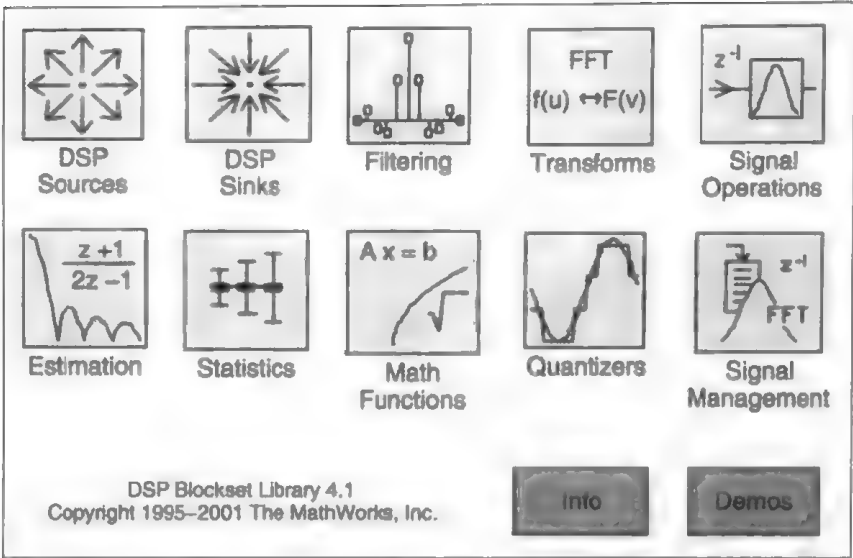 FFT
f(u) ↔F(v)
z⁻¹
DSP
Sources
DSP
Sinks
Filtering
Transforms
Signal
Operations
z+1
2z−1
A x = b
√
z⁻¹
FFT
Estimation
Statistics
Math
Functions
Quantizers
Signal
Management
DSP Blockset Library 4.1
Copyright 1995–2001 The MathWorks, Inc.
Info
Demos